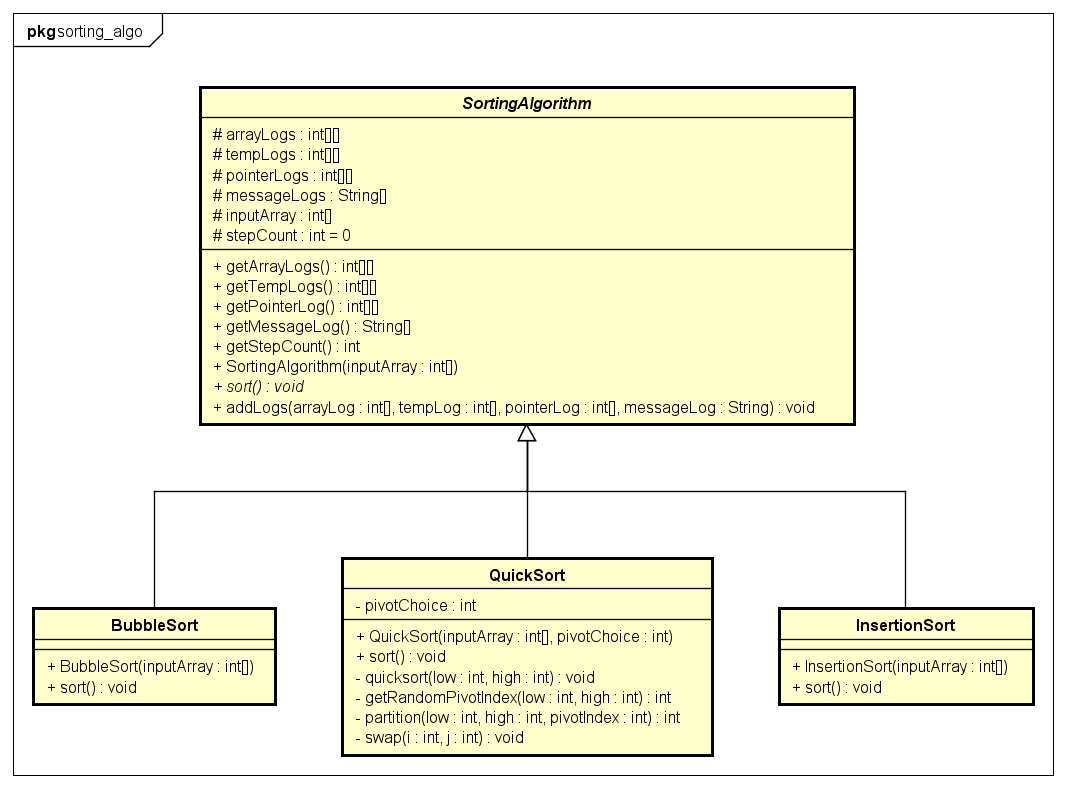 pkg sorting_algo
SortingAlgorithm
# arrayLogs : int[][]
# tempLogs : int[][]
# pointerLogs : int[][]
# messageLogs : String[]
# inputArray : int[]
# stepCount : int = 0
+ getArrayLogs() : int[][]
+ getTempLogs() : int[][]
+ getPointerLog() : int[][]
+ getMessageLog() : String[]
+ getStepCount() : int
+ SortingAlgorithm(inputArray : int[])
+ sort() : void
+ addLogs(arrayLog : int[], tempLog : int[], pointerLog : int[], messageLog : String) : void
BubbleSort
+ BubbleSort(inputArray : int[])
+ sort() : void
QuickSort
- pivotChoice : int
+ QuickSort(inputArray : int[], pivotChoice : int)
+ sort() : void
- quicksort(low : int, high : int) : void
- getRandomPivotIndex(low : int, high : int) : int
- partition(low : int, high : int, pivotIndex : int) : int
- swap(i : int, j : int) : void
InsertionSort
+ InsertionSort(inputArray : int[])
+ sort() : void